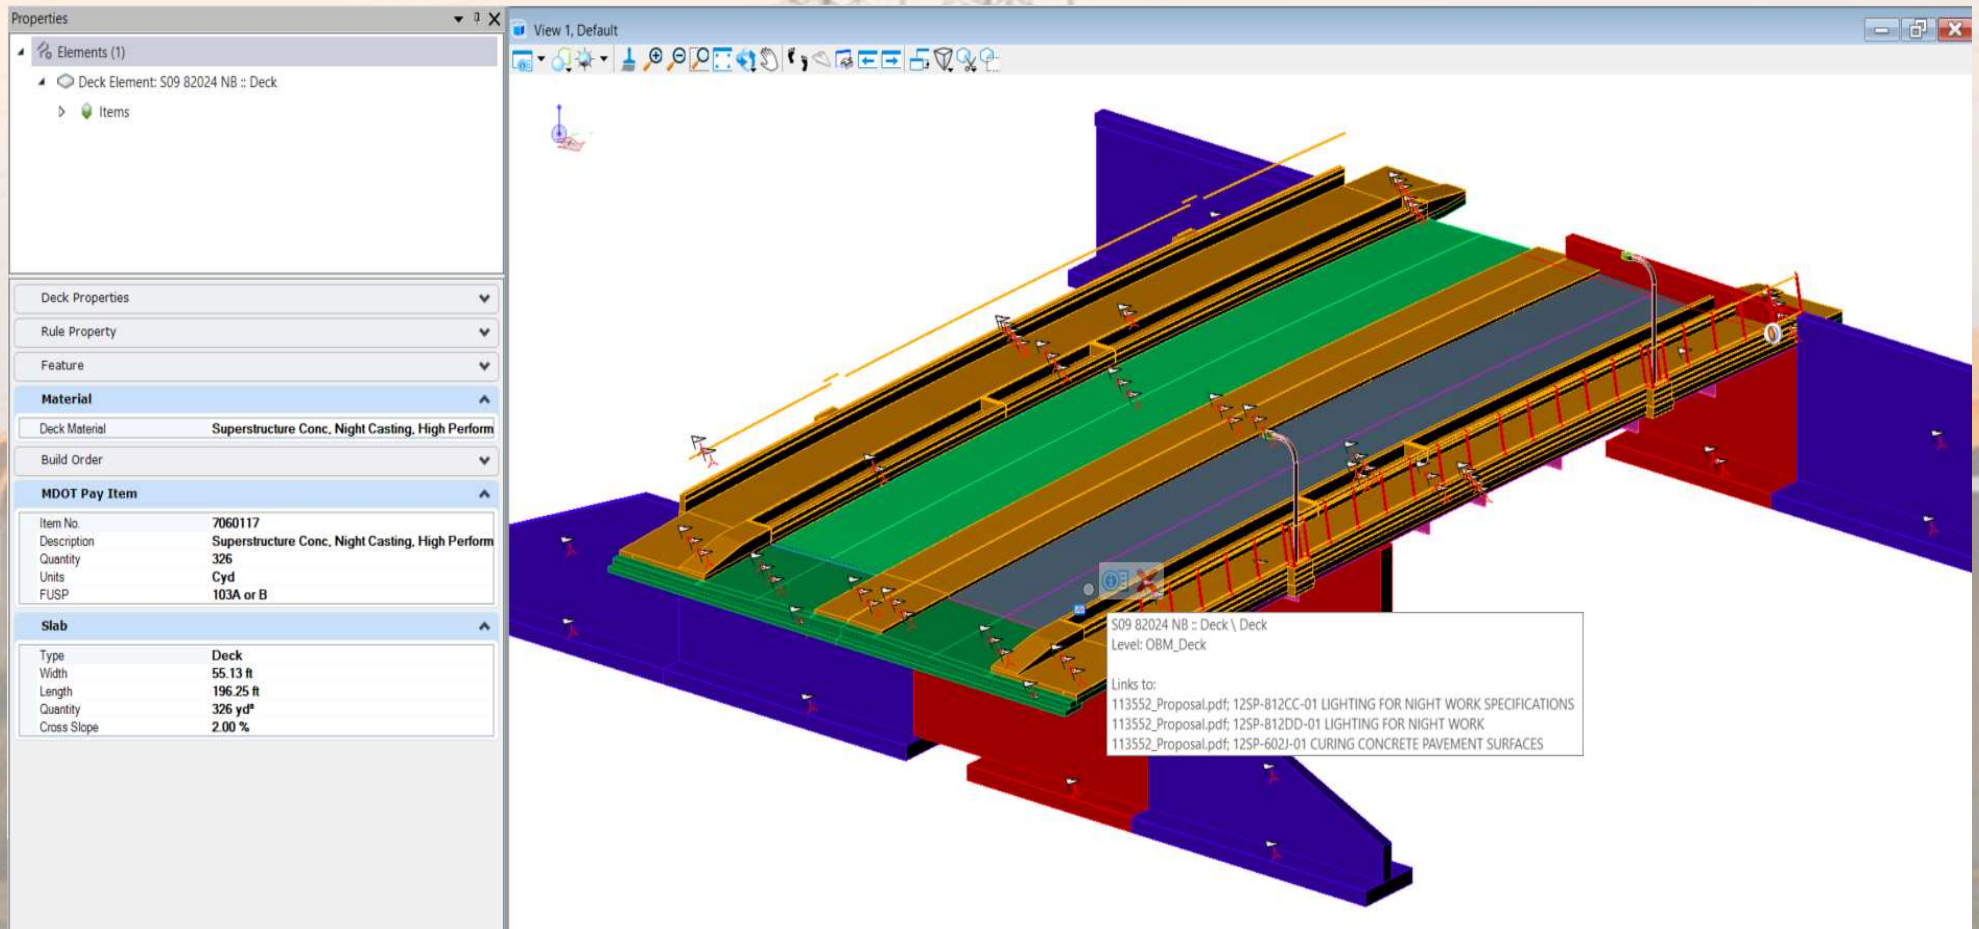 Properties
Elements (1)
Deck Element: S09 82024 NB :: Deck
Items
Deck Properties
Rule Property
Feature
Material
Deck Material Superstructure Conc, Night Casting, High Perform
Build Order
MDOT Pay Item
Item No. 7060117
Description Superstructure Conc, Night Casting, High Perform
Quantity 326
Units Cyd
FUSP 103A or B
Slab
Type Deck
Width 55.13 ft
Length 196.25 ft
Quantity 326 yd³
Cross Slope 2.00 %
View 1, Default
S09 82024 NB :: Deck \ Deck
Level: OBM_Deck
Links to:
113552_Proposal.pdf; 12SP-812CC-01 LIGHTING FOR NIGHT WORK SPECIFICATIONS
113552_Proposal.pdf; 12SP-812DD-01 LIGHTING FOR NIGHT WORK
113552_Proposal.pdf; 12SP-602J-01 CURING CONCRETE PAVEMENT SURFACES